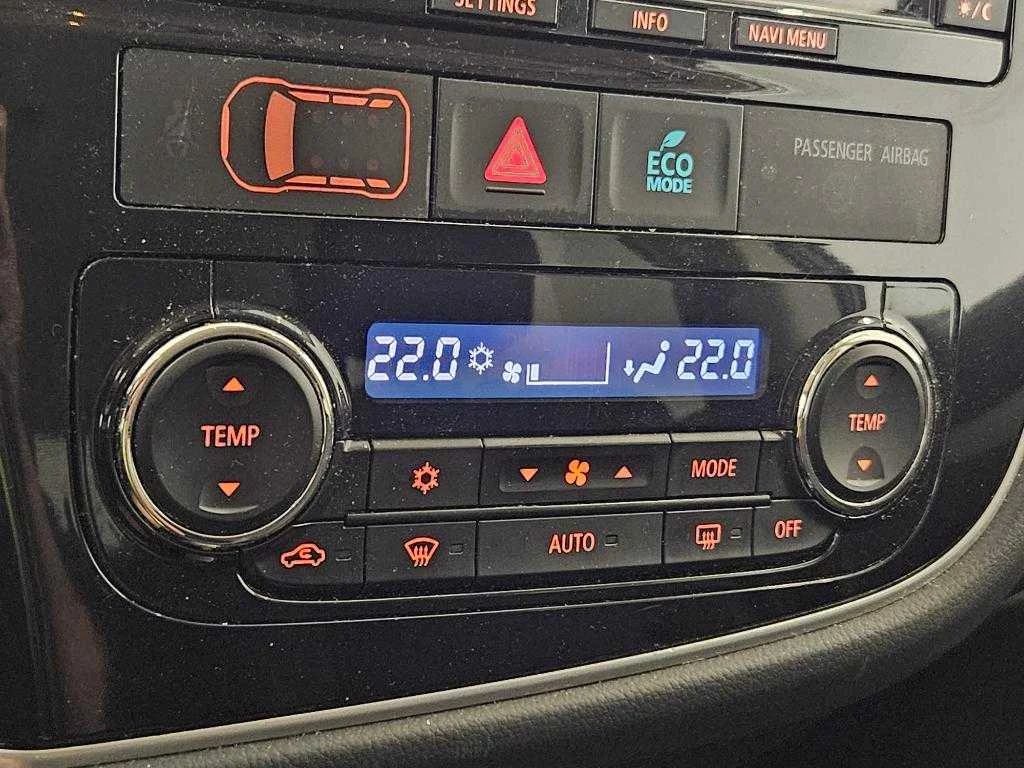 SETTINGS
INFO
NAVI MENU
/C
ECO
MODE
PASSENGER AIRBAG
22.0
22.0
TEMP
TEMP
MODE
AUTO
OFF